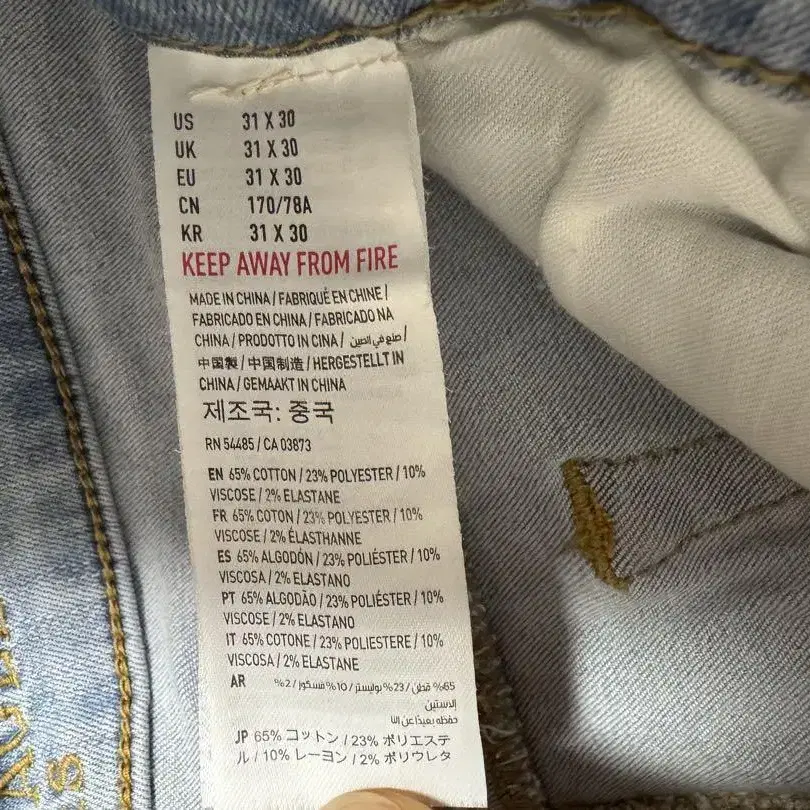 US 31 X 30
UK 31 X 30
EU 31 X 30
CN 170/78A
KR 31 X 30
KEEP AWAY FROM FIRE
MADE IN CHINA / FABRIQUÉ EN CHINE /
FABRICADO EN CHINA / FABRICADO NA
CHINA / PRODOTTO IN CINA / صنع في الصين /
中国製 / 中国制造 / HERGESTELLT IN
CHINA / GEMAAKT IN CHINA
제조국: 중국
RN 54485 / CA 03873
EN 65% COTTON / 23% POLYESTER / 10%
VISCOSE / 2% ELASTANE
FR 65% COTON / 23% POLYESTER / 10%
VISCOSE / 2% ÉLASTHANNE
ES 65% ALGODÓN / 23% POLIÉSTER / 10%
VISCOSA / 2% ELASTANO
PT 65% ALGODÃO / 23% POLIÉSTER / 10%
VISCOSE / 2% ELASTANO
IT 65% COTONE / 23% POLIESTERE / 10%
VISCOSA / 2% ELASTANE
AR 65% قطن / 23% بوليستر / 10% فسكوز / 2%
إلاستين
حفظه بعيدًا عن النا
JP 65% コットン / 23% ポリエステ
ル / 10% レーヨン / 2% ポリウレタ